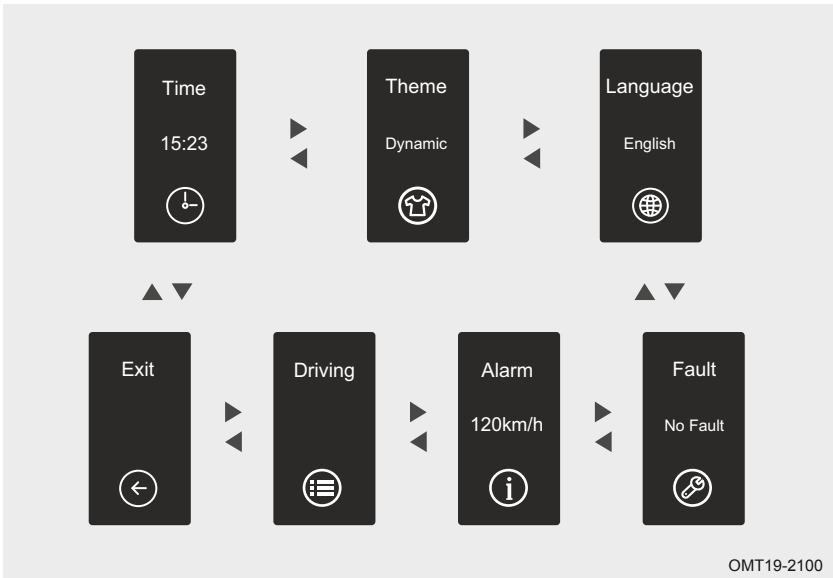 Time
15:23
Theme
Dynamic
Language
English
Exit
Driving
Alarm
120km/h
i
Fault
No Fault
OMT19-2100